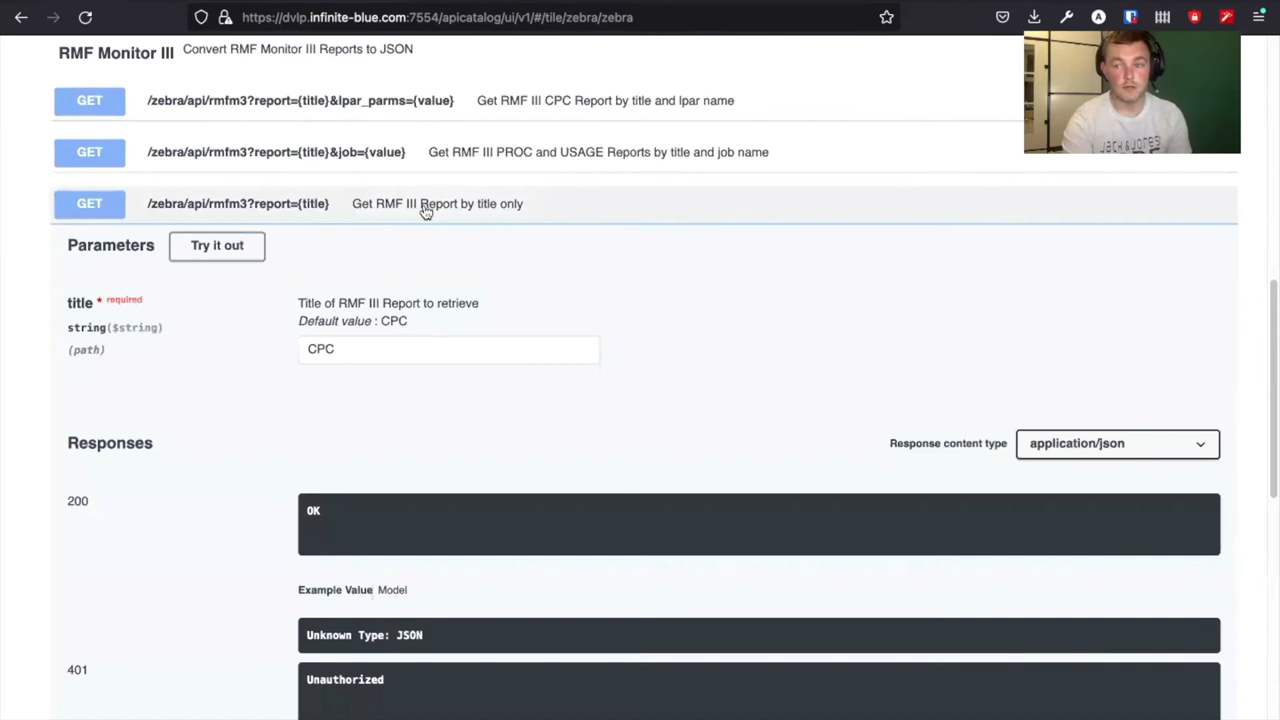 https://dvlp.infinite-blue.com:7554/apicatalog/ui/v1/#/tile/zebra/zebra
RMF Monitor III Convert RMF Monitor III Reports to JSON
GET /zebra/api/rmfm3?report={title}&lpar_parms={value} Get RMF III CPC Report by title and lpar name
GET /zebra/api/rmfm3?report={title}&job={value} Get RMF III PROC and USAGE Reports by title and job name
GET /zebra/api/rmfm3?report={title} Get RMF III Report by title only
Parameters Try it out
title * required Title of RMF III Report to retrieve
string($string) Default value : CPC
(path) CPC
Responses Response content type application/json
200 OK
Example Value Model
Unknown Type: JSON
401 Unauthorized